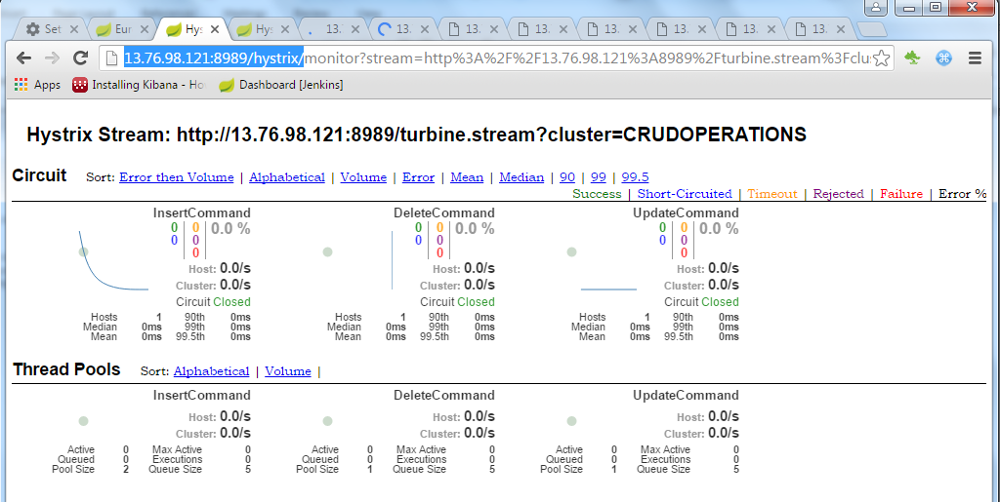 Set
Eur
Hyst
Hyst
13.
13.
13.
13.
13.
13.
13.
13.
13.76.98.121:8989/hystrix/monitor?stream=http%3A%2F%2F13.76.98.121%3A8989%2Fturbine.stream%3Fclu
Apps Installing Kibana - Ho Dashboard [Jenkins]
Hystrix Stream: http://13.76.98.121:8989/turbine.stream?cluster=CRUDOPERATIONS
Circuit Sort: Error then Volume | Alphabetical | Volume | Error | Mean | Median | 90 | 99 | 99.5
Success | Short-Circuited | Timeout | Rejected | Failure | Error %
InsertCommand DeleteCommand UpdateCommand
0 0 0.0 % 0 0 0.0 % 0 0 0.0 %
0 0 0 0 0 0
0 0 0
Host: 0.0/s Host: 0.0/s Host: 0.0/s
Cluster: 0.0/s Cluster: 0.0/s Cluster: 0.0/s
Circuit Closed Circuit Closed Circuit Closed
Hosts 1 90th 0ms Hosts 1 90th 0ms Hosts 1 90th 0ms
Median 0ms 99th 0ms Median 0ms 99th 0ms Median 0ms 99th 0ms
Mean 0ms 99.5th 0ms Mean 0ms 99.5th 0ms Mean 0ms 99.5th 0ms
Thread Pools Sort: Alphabetical | Volume |
InsertCommand DeleteCommand UpdateCommand
Host: 0.0/s Host: 0.0/s Host: 0.0/s
Cluster: 0.0/s Cluster: 0.0/s Cluster: 0.0/s
Active 0 Max Active 0 Active 0 Max Active 0 Active 0 Max Active 0
Queued 0 Executions 0 Queued 0 Executions 0 Queued 0 Executions 0
Pool Size 2 Queue Size 5 Pool Size 1 Queue Size 5 Pool Size 1 Queue Size 5